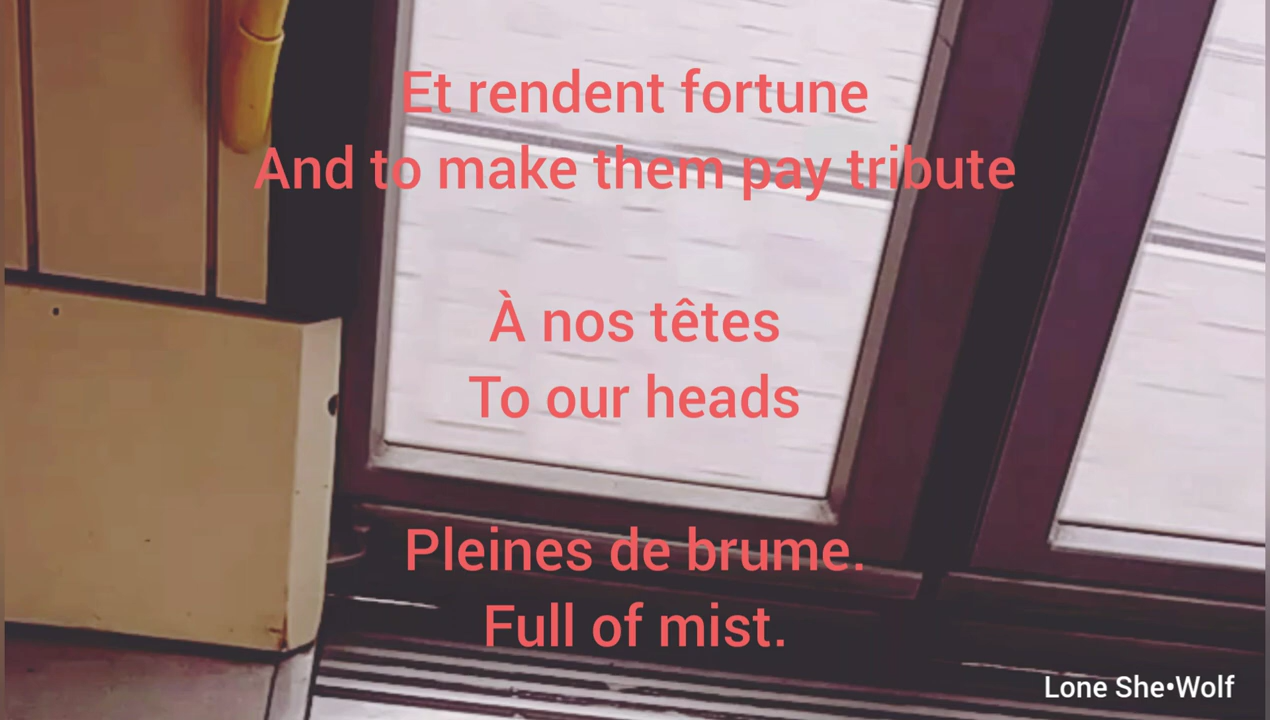 Et rendent fortune
And to make them pay tribute
À nos têtes
To our heads
Pleines de brume.
Full of mist.
Lone She•Wolf